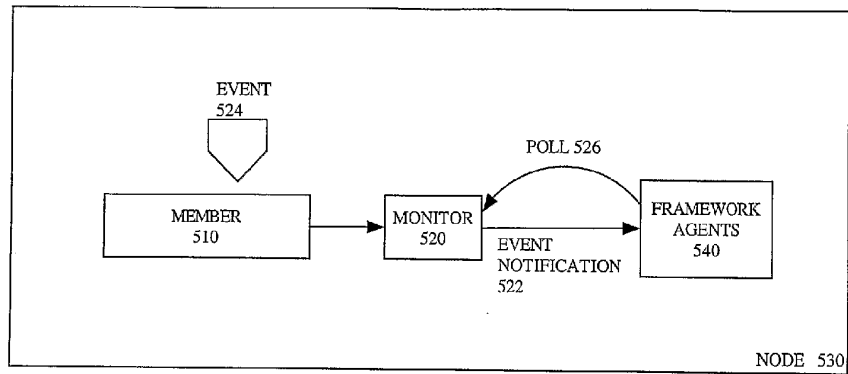 EVENT
524
POLL 526
MEMBER
510
MONITOR
520
FRAMEWORK
AGENTS
540
EVENT
NOTIFICATION
522
NODE 530